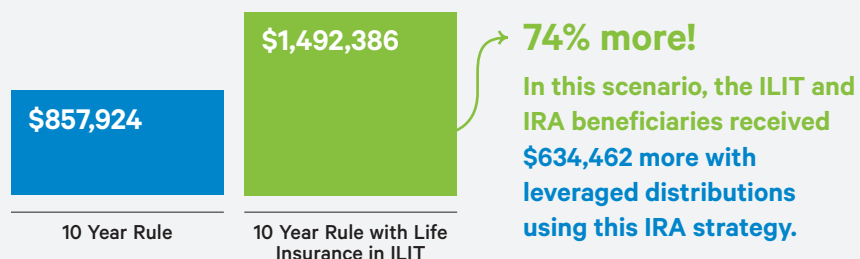 $857,924
$1,492,386
10 Year Rule
10 Year Rule with Life
Insurance in ILIT
74% more!
In this scenario, the ILIT and
IRA beneficiaries received
$634,462 more with
leveraged distributions
using this IRA strategy.